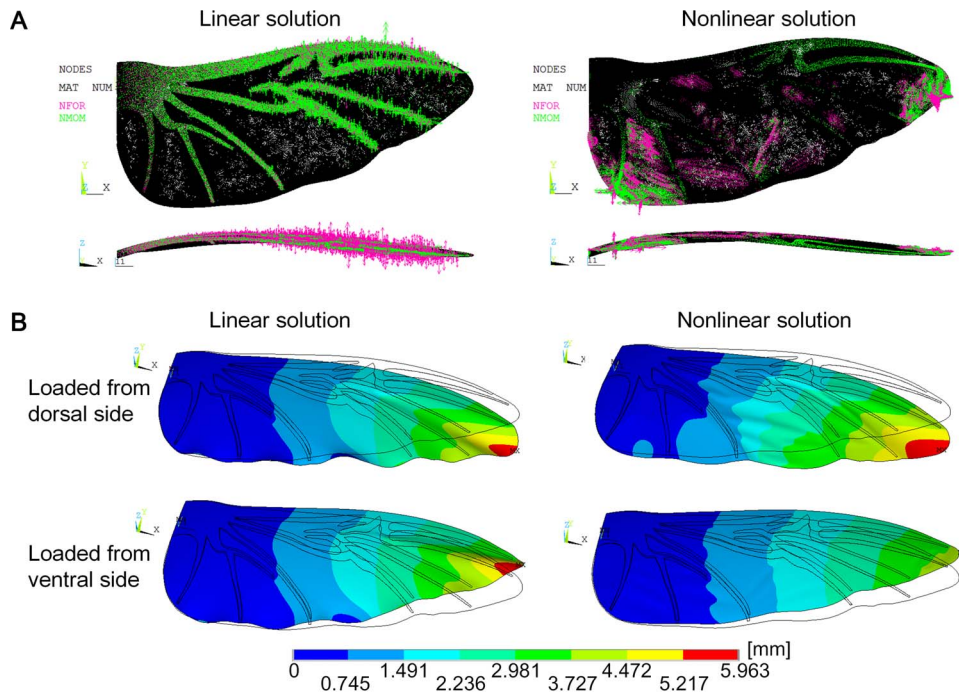 A
Linear solution
Nonlinear solution
NODES
MAT NUM
NFOR
NMOM
Y
Z
X
NODES
MAT NUM
NFOR
NMOM
Y
Z
X
Z
X
Z
X
B
Linear solution
Nonlinear solution
Loaded from
dorsal side
Z Y
X
MX
Z Y
X
Loaded from
ventral side
Z Y
X
Z Y
X
[mm]
0 1.491 2.981 4.472 5.963
0.745 2.236 3.727 5.217